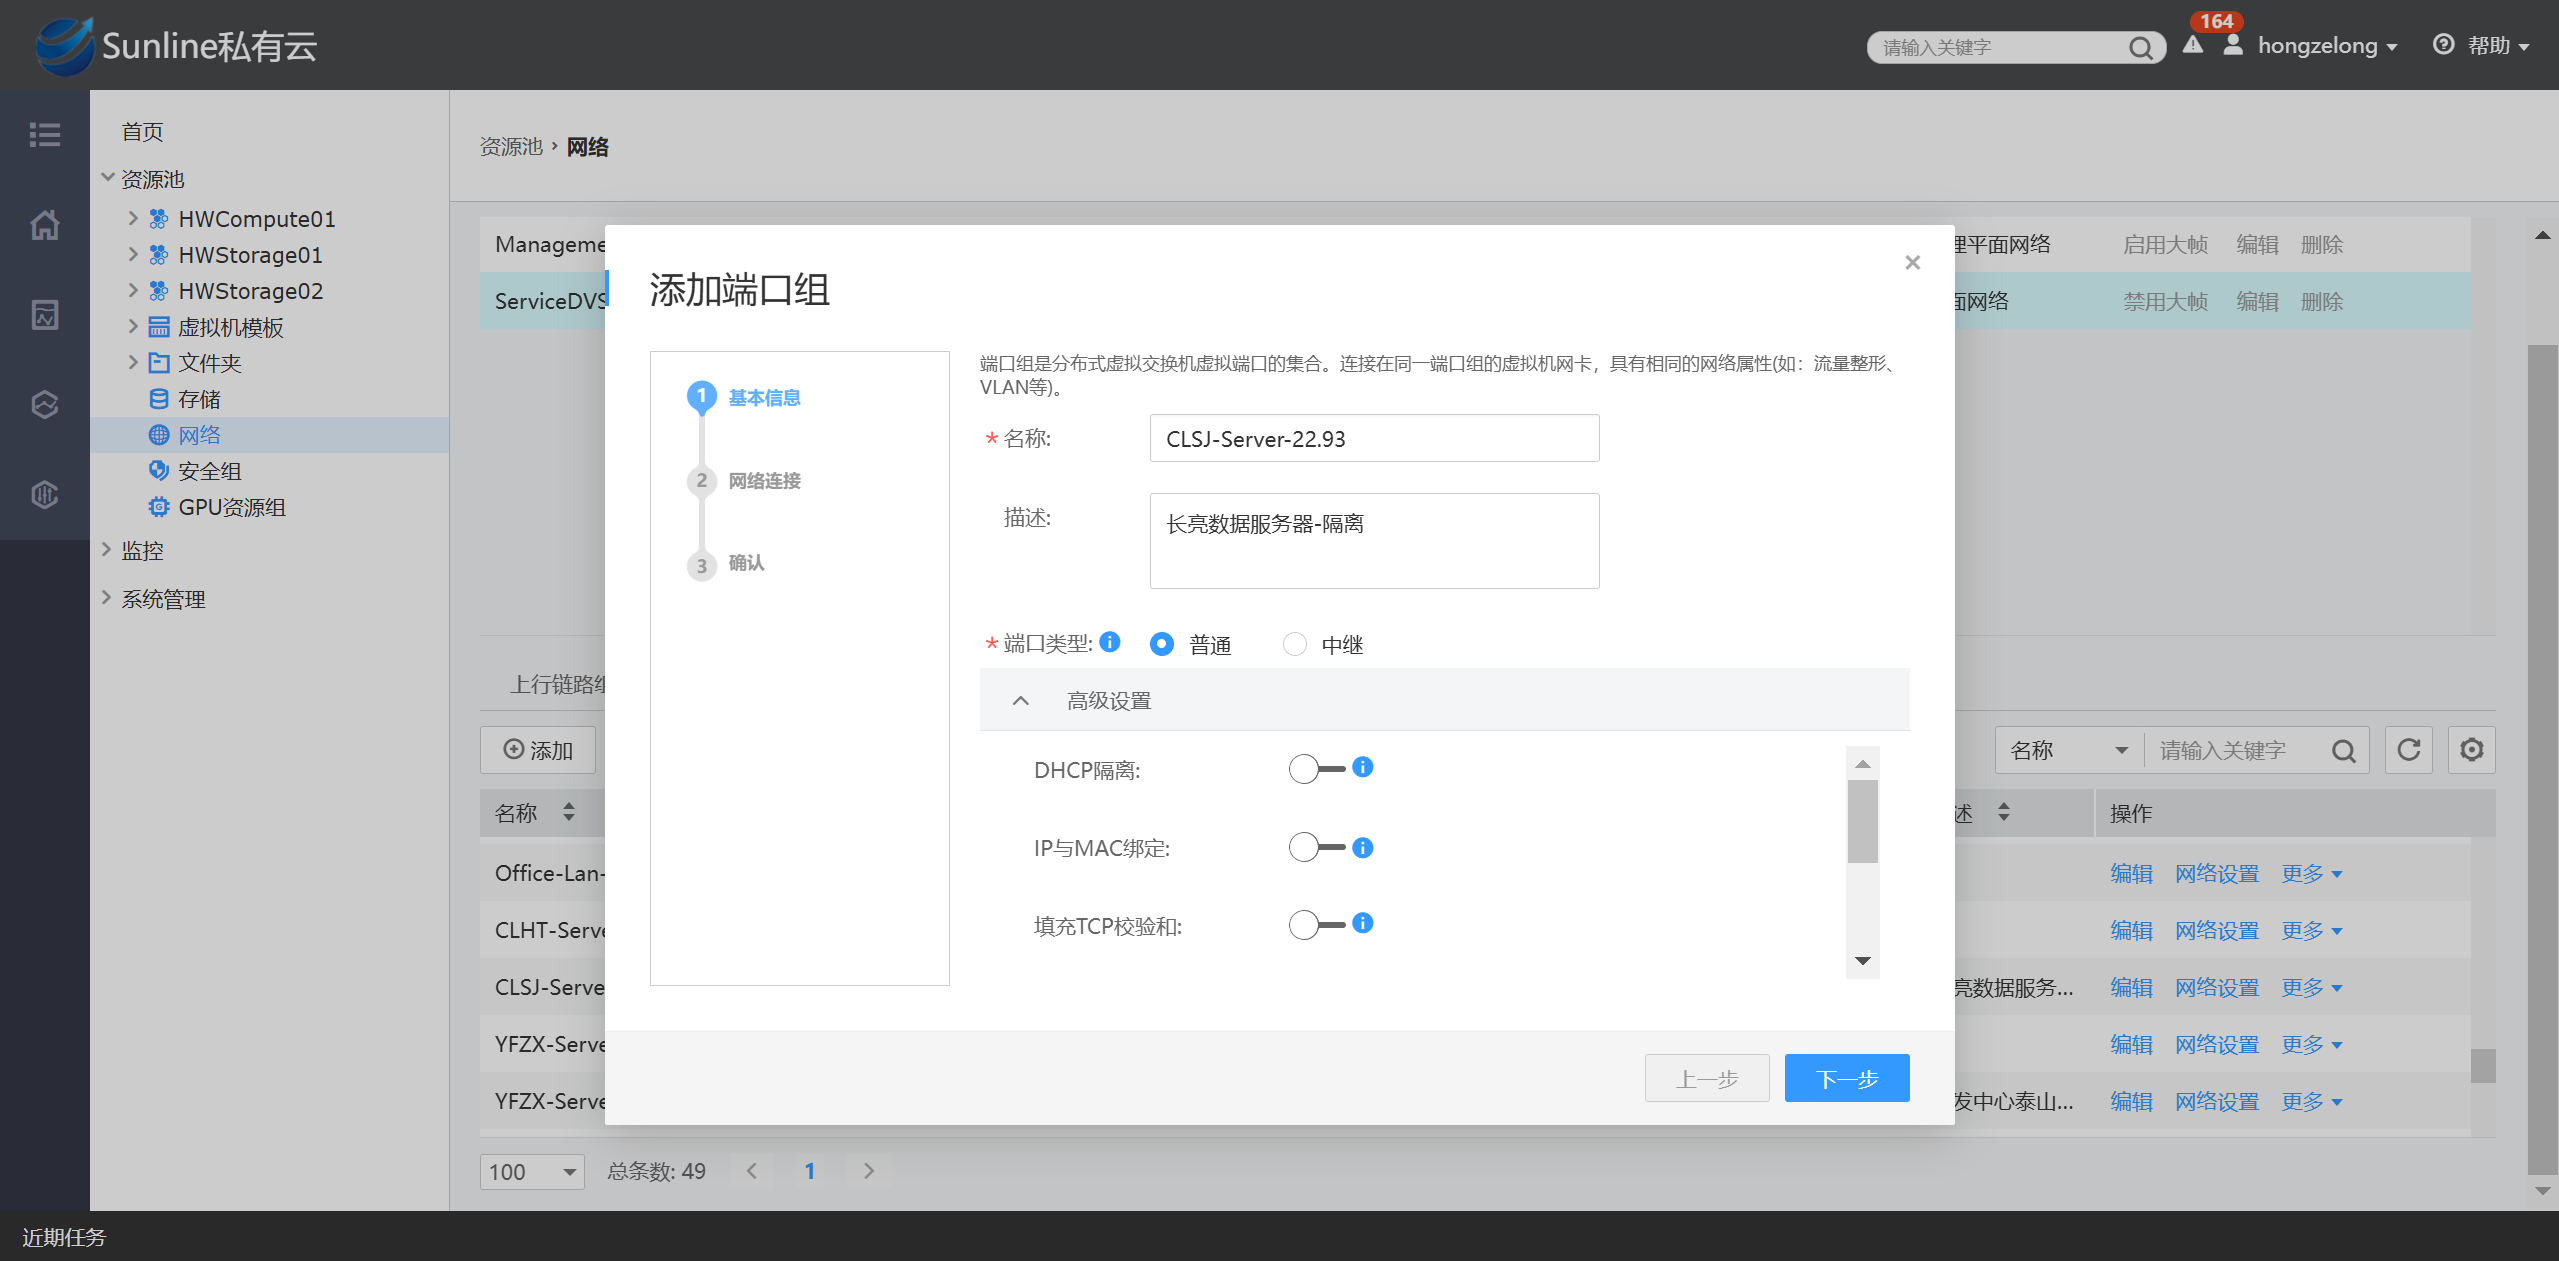 Sunline私有云
请输入关键字
164
hongzelong
帮助
首页
资源池
HWCompute01
HWStorage01
HWStorage02
虚拟机模板
文件夹
存储
网络
安全组
GPU资源组
监控
系统管理
资源池 › 网络
Manageme
理平面网络
启用大帧 编辑 删除
ServiceDVS
面网络
禁用大帧 编辑 删除
添加端口组
1 基本信息
2 网络连接
3 确认
端口组是分布式虚拟交换机虚拟端口的集合。连接在同一端口组的虚拟机网卡，具有相同的网络属性(如：流量整形、
VLAN等)。
* 名称: CLSJ-Server-22.93
描述: 长亮数据服务器-隔离
* 端口类型: 普通 中继
高级设置
DHCP隔离:
IP与MAC绑定:
填充TCP校验和:
上一步 下一步
上行链路组
添加
名称 请输入关键字
名称 述 操作
Office-Lan- 编辑 网络设置 更多
CLHT-Serve 编辑 网络设置 更多
CLSJ-Serve 亮数据服务... 编辑 网络设置 更多
YFZX-Serve 编辑 网络设置 更多
YFZX-Serve 发中心泰山... 编辑 网络设置 更多
100 总条数: 49 1
近期任务